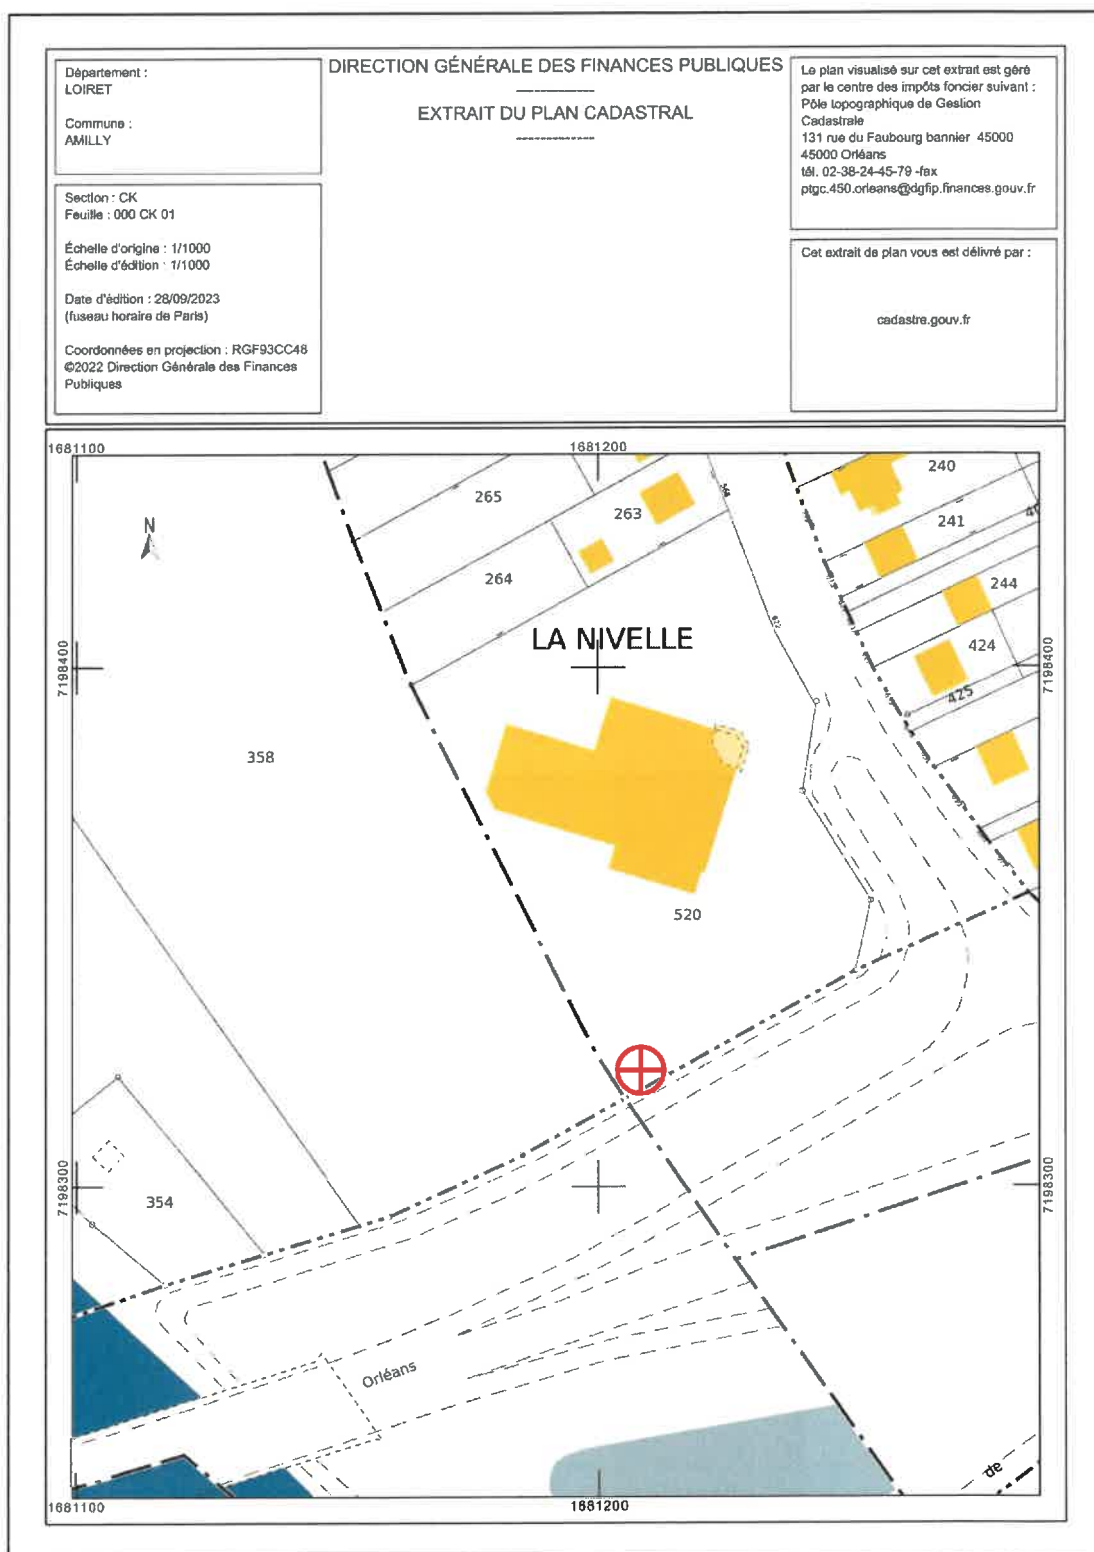 Département :
LOIRET
Commune :
AMILLY
Section : CK
Feuille : 000 CK 01
Échelle d'origine : 1/1000
Échelle d'édition : 1/1000
Date d'édition : 28/09/2023
(fuseau horaire de Paris)
Coordonnées en projection : RGF93CC48
©2022 Direction Générale des Finances
Publiques
DIRECTION GÉNÉRALE DES FINANCES PUBLIQUES
EXTRAIT DU PLAN CADASTRAL
Le plan visualisé sur cet extrait est géré
par le centre des impôts foncier suivant :
Pôle topographique de Gestion
Cadastrale
131 rue du Faubourg bannier 45000
45000 Orléans
tél. 02-38-24-45-79 -fax
ptgc.450.orleans@dgfip.finances.gouv.fr
Cet extrait de plan vous est délivré par :
cadastre.gouv.fr
1681100
1681200
240
265
263
241
N
264
244
LA NIVELLE
424
7198400
7198400
425
358
520
7198300
7198300
354
Orléans
de
1681100
1681200